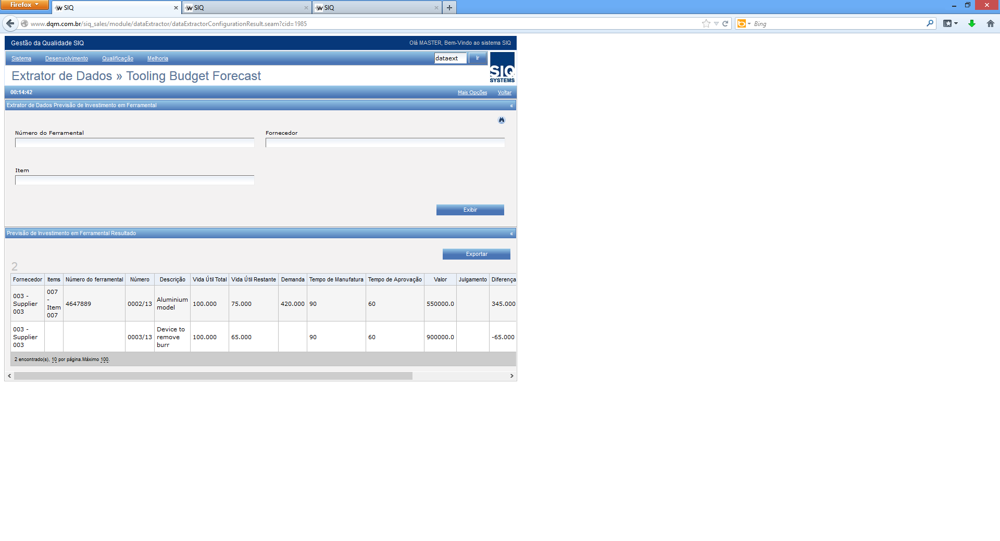 Firefox
SIQ
SIQ
SIQ
www.dqm.com.br/siq_sales/module/dataExtractor/dataExtractorConfigurationResult.seam?cid=1985
Bing
Gestão da Qualidade SIQ
Olá MASTER, Bem-Vindo ao sistema SIQ
Sistema Desenvolvimento Qualificação Melhoria
dataext
Ir
SIQ
SYSTEMS
Extrator de Dados » Tooling Budget Forecast
00:14:42
Mais Opções Voltar
Extrator de Dados Previsão de Investimento em Ferramental
«
Número do Ferramental
Fornecedor
Item
Exibir
Previsão de Investimento em Ferramental Resultado
«
Exportar
2
Fornecedor Items Número do ferramental Número Descrição Vida Útil Total Vida Útil Restante Demanda Tempo de Manufatura Tempo de Aprovação Valor Julgamento Diferença
003 -
Supplier
003
007
-
Item
007
4647889
0002/13
Aluminium
model
100.000
75.000
420.000
90
60
550000.0
345.000
003 -
Supplier
003
0003/13
Device to
remove
burr
100.000
65.000
90
60
900000.0
-65.000
2 encontrado(s), 10 por página.Máximo 100.